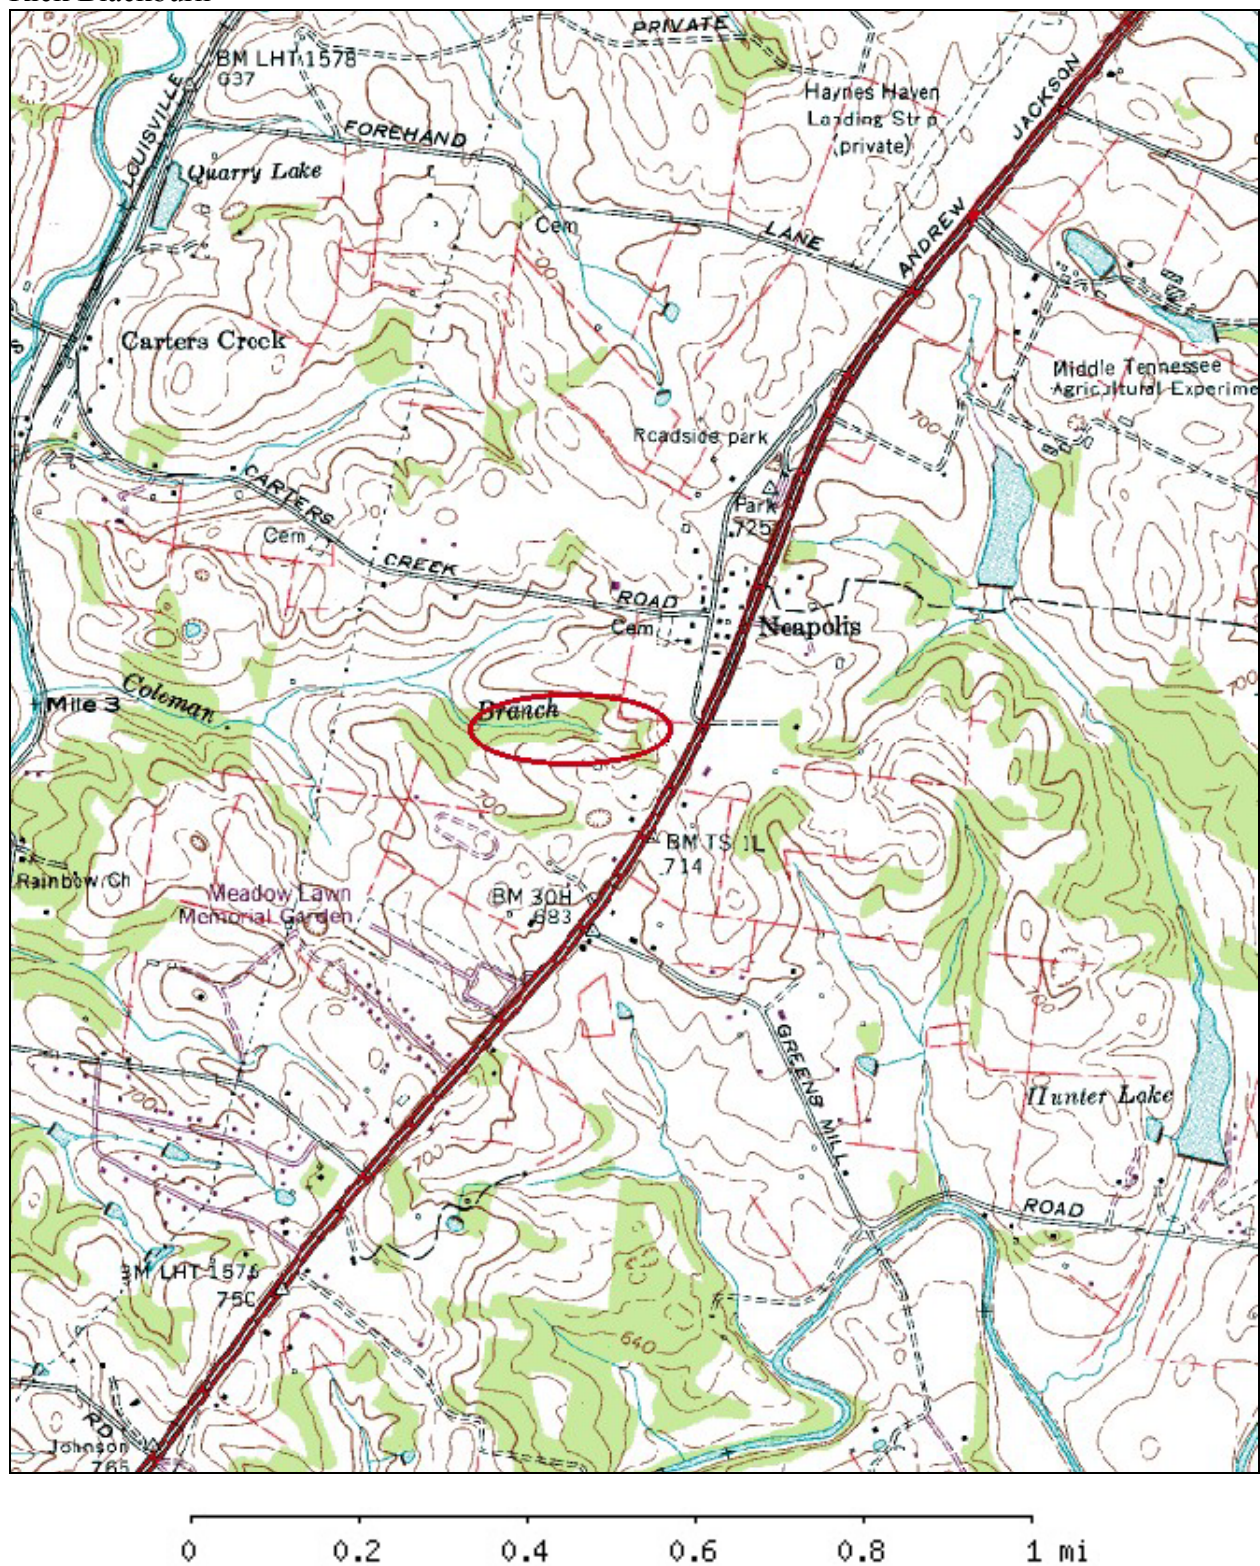 PRIVATE
BM LHT 1578
637
LOUISVILLE
Haynes Haven
Landing Strip
(private)
JACKSON
FOREHAND
Quarry Lake
Cem
LANE
ANDREW
700
Carters Creek
Middle Tennessee
Agricultural Experime
700
Roadside park
CARTERS
Park
725
Cem
CREEK
ROAD
Cem
Neapolis
Coleman
Mile 3
Branch
700
700
BM TS 1L
714
Rainbow Ch
Meadow Lawn
Memorial Garden
BM 30H
683
GREENS MILL
Hunter Lake
700
700
ROAD
BM LHT 1576
750
640
RD
Johnson
765
0 0.2 0.4 0.6 0.8 1 mi